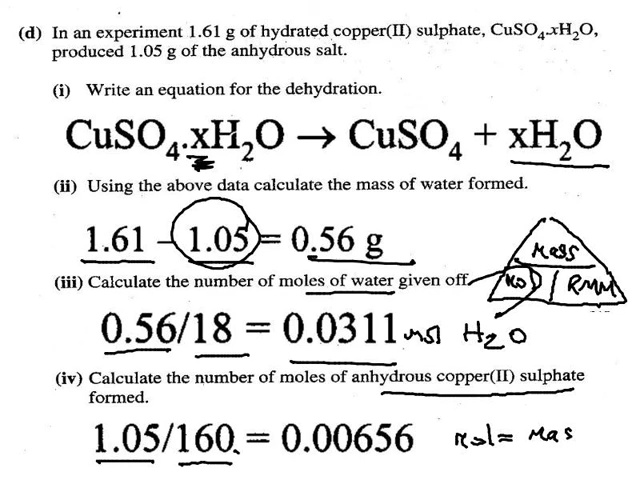 (d) In an experiment 1.61 g of hydrated copper(II) sulphate, CuSO₄.xH₂O,
produced 1.05 g of the anhydrous salt.
(i) Write an equation for the dehydration.
CuSO₄.xH₂O → CuSO₄ + xH₂O
(ii) Using the above data calculate the mass of water formed.
1.61 - 1.05 = 0.56 g
Mass
(iii) Calculate the number of moles of water given off.
RMM
0.56/18 = 0.0311 mol H₂O
(iv) Calculate the number of moles of anhydrous copper(II) sulphate
formed.
1.05/160. = 0.00656 mol = mas